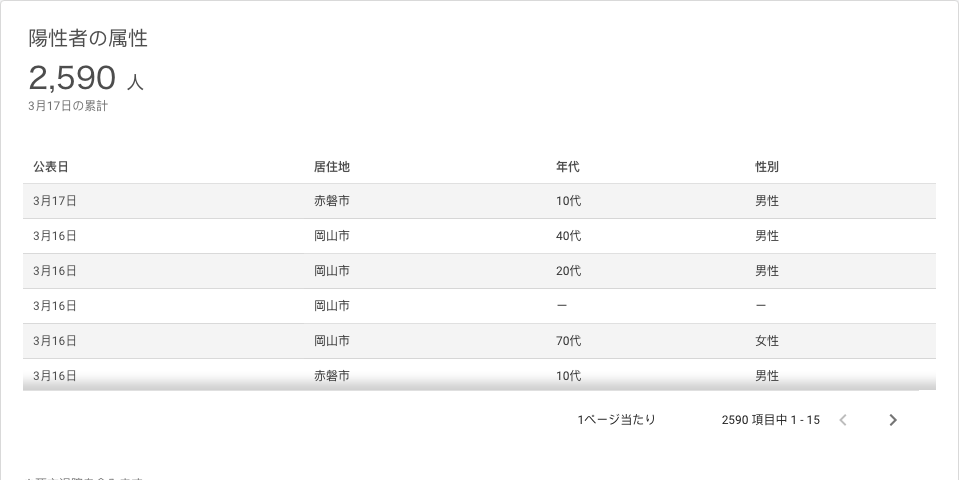 陽性者の属性
2,590 人
3月17日の累計
公表日 居住地 年代 性別
3月17日 赤磐市 10代 男性
3月16日 岡山市 40代 男性
3月16日 岡山市 20代 男性
3月16日 岡山市 ー ー
3月16日 岡山市 70代 女性
3月16日 赤磐市 10代 男性
1ページ当たり 2590 項目中 1 - 15